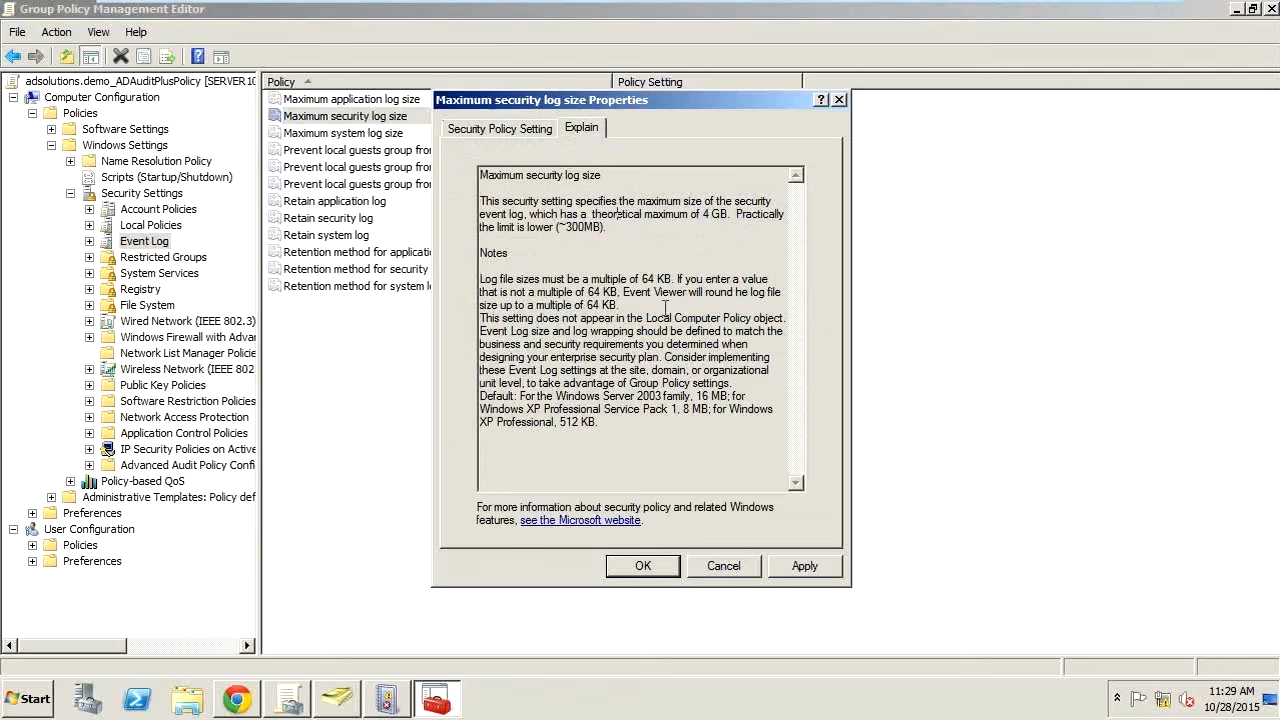 Group Policy Management Editor
File Action View Help
adsolutions.demo_ADAuditPlusPolicy [SERVER10
Computer Configuration
Policies
Software Settings
Windows Settings
Name Resolution Policy
Scripts (Startup/Shutdown)
Security Settings
Account Policies
Local Policies
Event Log
Restricted Groups
System Services
Registry
File System
Wired Network (IEEE 802.3)
Windows Firewall with Advar
Network List Manager Policie
Wireless Network (IEEE 802
Public Key Policies
Software Restriction Policies
Network Access Protection
Application Control Policies
IP Security Policies on Active
Advanced Audit Policy Confi
Policy-based QoS
Administrative Templates: Policy def
Preferences
User Configuration
Policies
Preferences
Policy
Policy Setting
Maximum application log size
Maximum security log size
Maximum system log size
Prevent local guests group fror
Prevent local guests group fror
Prevent local guests group fror
Retain application log
Retain security log
Retain system log
Retention method for applicati
Retention method for security
Retention method for system l
Maximum security log size Properties
Security Policy Setting
Explain
Maximum security log size
This security setting specifies the maximum size of the security
event log, which has a theoretical maximum of 4 GB. Practically
the limit is lower (~300MB).
Notes
Log file sizes must be a multiple of 64 KB. If you enter a value
that is not a multiple of 64 KB, Event Viewer will round he log file
size up to a multiple of 64 KB.
This setting does not appear in the Local Computer Policy object.
Event Log size and log wrapping should be defined to match the
business and security requirements you determined when
designing your enterprise security plan. Consider implementing
these Event Log settings at the site, domain, or organizational
unit level, to take advantage of Group Policy settings.
Default: For the Windows Server 2003 family, 16 MB; for
Windows XP Professional Service Pack 1, 8 MB; for Windows
XP Professional, 512 KB.
For more information about security policy and related Windows
features, see the Microsoft website.
OK Cancel Apply
Start
11:29 AM
10/28/2015